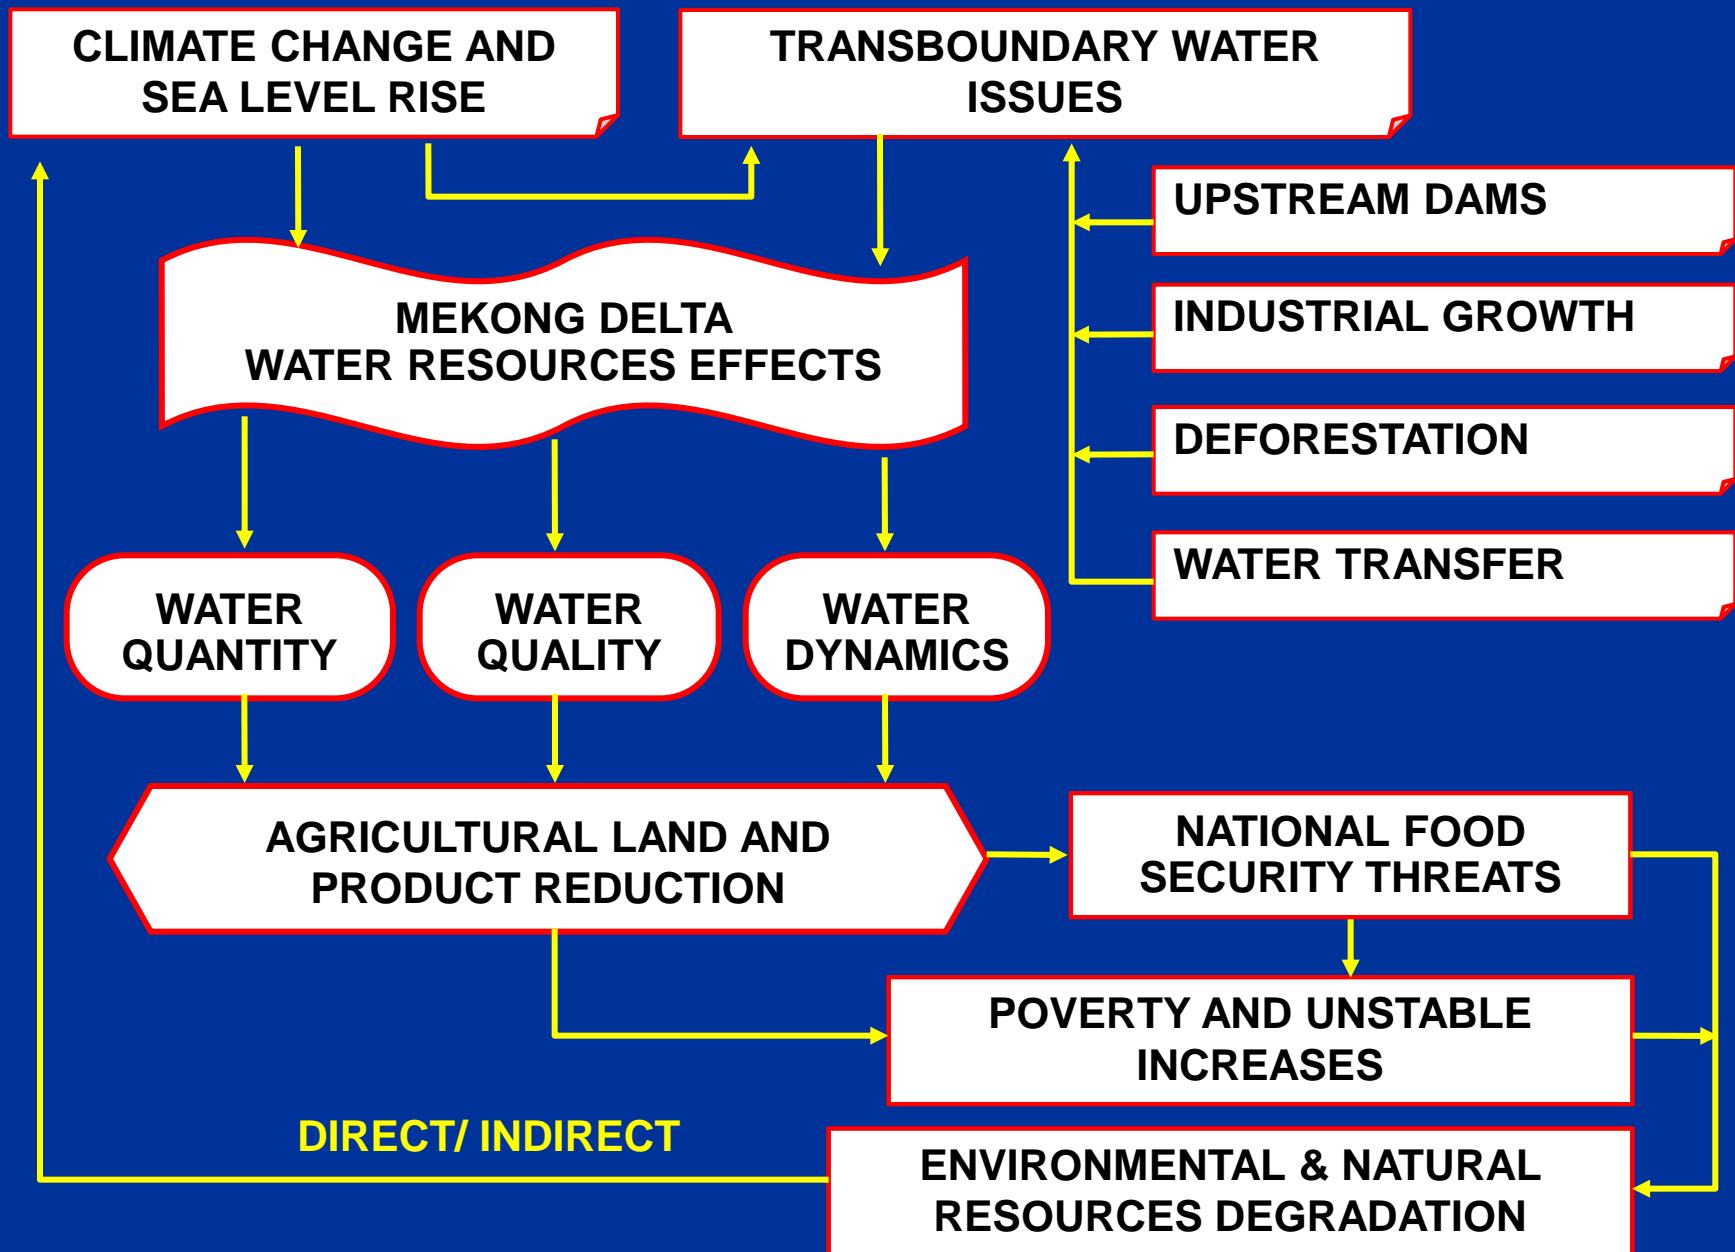 CLIMATE CHANGE AND
SEA LEVEL RISE
TRANSBOUNDARY WATER
ISSUES
UPSTREAM DAMS
INDUSTRIAL GROWTH
DEFORESTATION
WATER TRANSFER
MEKONG DELTA
WATER RESOURCES EFFECTS
WATER
QUANTITY
WATER
QUALITY
WATER
DYNAMICS
AGRICULTURAL LAND AND
PRODUCT REDUCTION
NATIONAL FOOD
SECURITY THREATS
POVERTY AND UNSTABLE
INCREASES
DIRECT/ INDIRECT
ENVIRONMENTAL & NATURAL
RESOURCES DEGRADATION